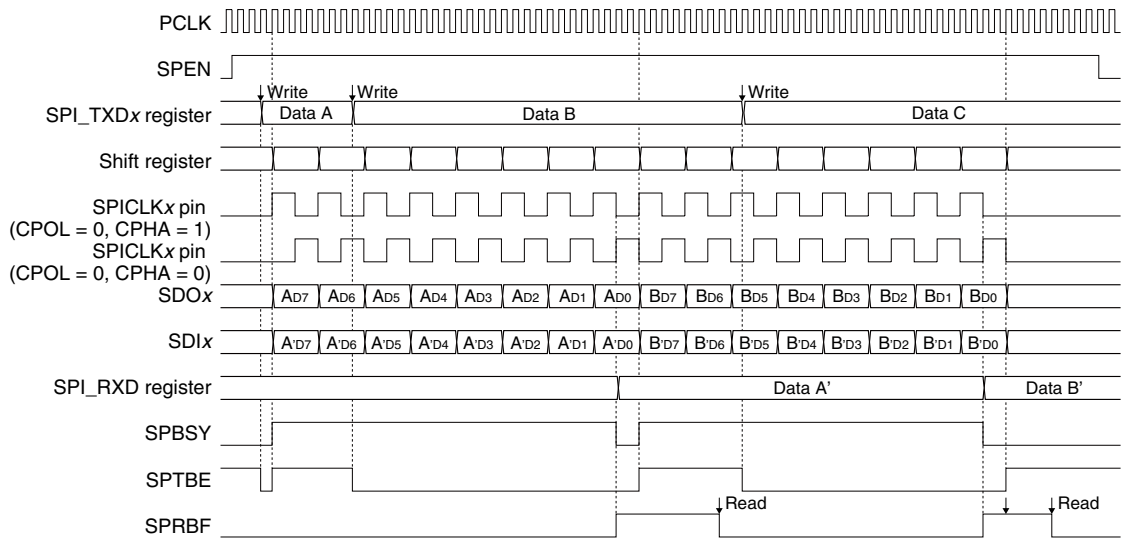 PCLK
SPEN
Write Write Write
SPI_TXDx register Data A Data B Data C
Shift register
SPICLKx pin
(CPOL = 0, CPHA = 1)
SPICLKx pin
(CPOL = 0, CPHA = 0)
SDOx AD7 AD6 AD5 AD4 AD3 AD2 AD1 AD0 BD7 BD6 BD5 BD4 BD3 BD2 BD1 BD0
SDIx A'D7 A'D6 A'D5 A'D4 A'D3 A'D2 A'D1 A'D0 B'D7 B'D6 B'D5 B'D4 B'D3 B'D2 B'D1 B'D0
SPI_RXD register Data A' Data B'
SPBSY
SPTBE
Read Read
SPRBF